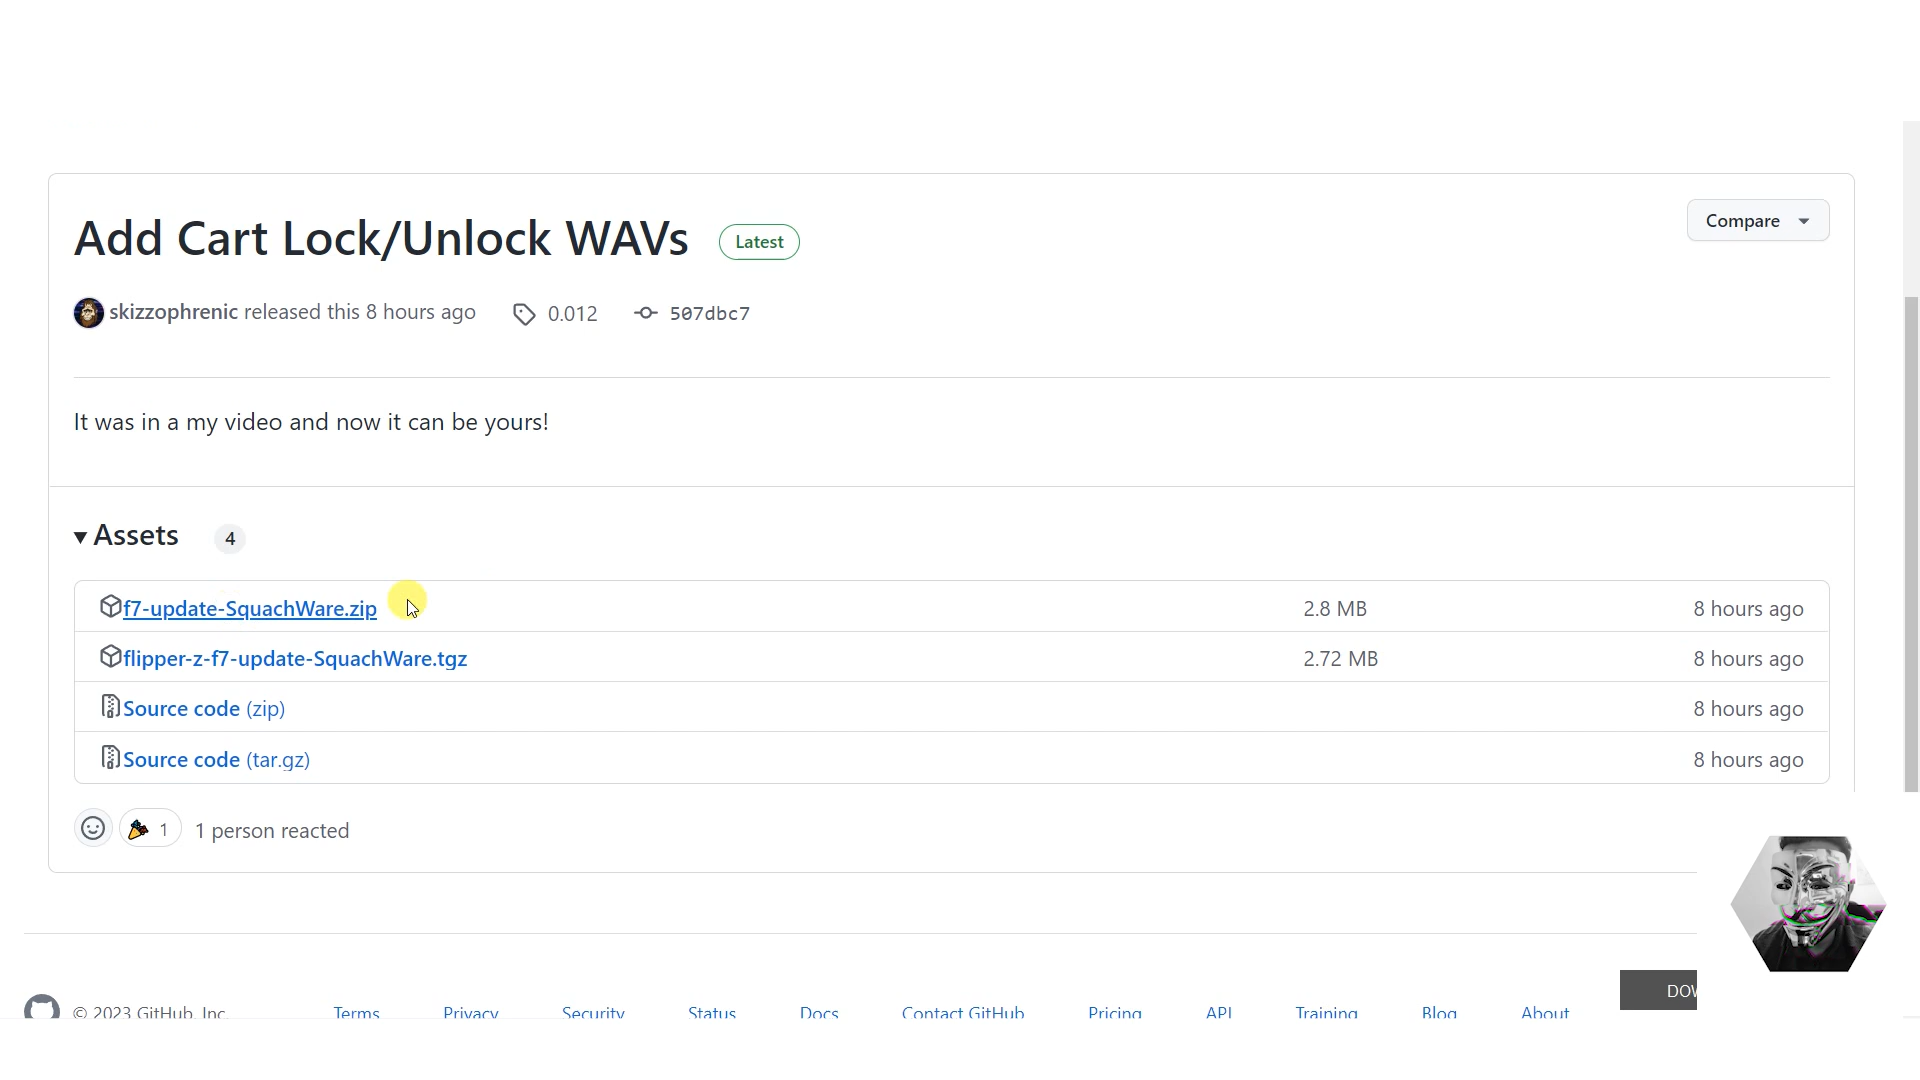 Add Cart Lock/Unlock WAVs Latest Compare
skizzophrenic released this 8 hours ago 0.012 507dbc7
It was in a my video and now it can be yours!
Assets 4
f7-update-SquachWare.zip 2.8 MB 8 hours ago
flipper-z-f7-update-SquachWare.tgz 2.72 MB 8 hours ago
Source code (zip) 8 hours ago
Source code (tar.gz) 8 hours ago
1 1 person reacted
DOW
© 2023 GitHub, Inc. Terms Privacy Security Status Docs Contact GitHub Pricing API Training Blog About